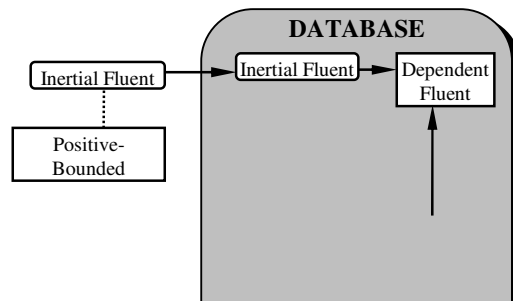 DATABASE
Inertial Fluent
Inertial Fluent
Dependent
Fluent
Positive-
Bounded